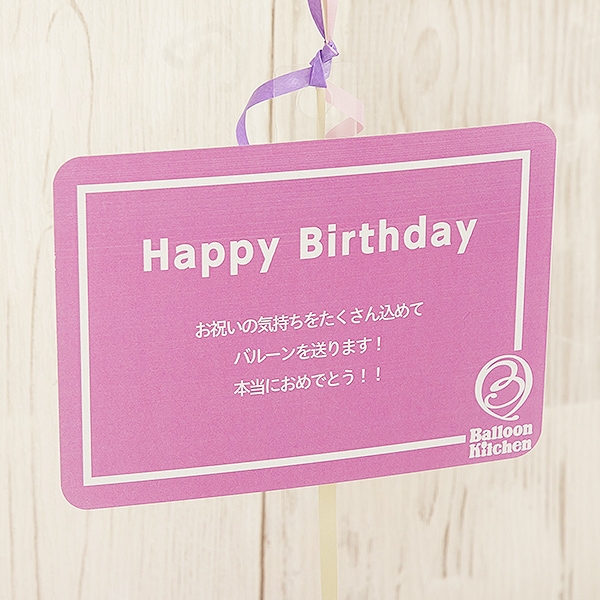 Happy Birthday
お祝いの気持ちをたくさん込めて
バルーンを送ります！
本当におめでとう！！
Balloon
Kitchen